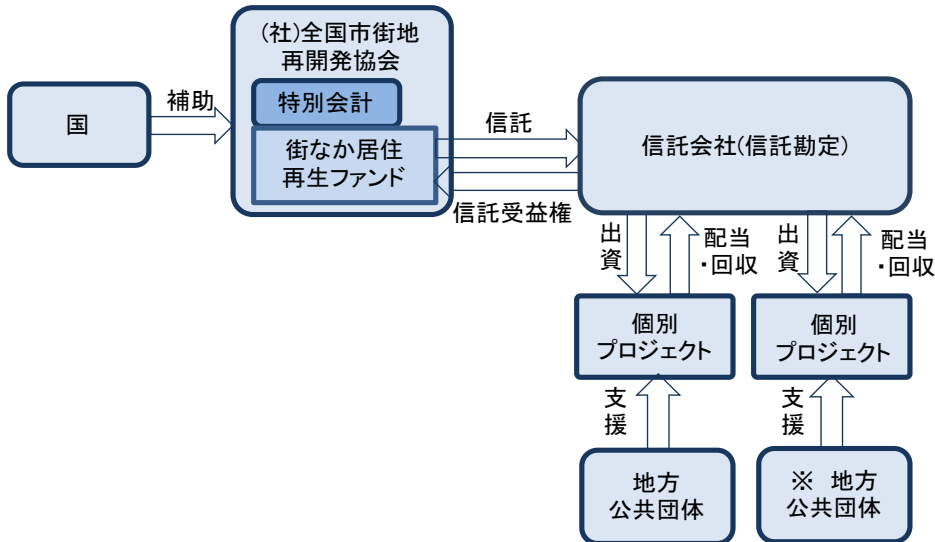 (社)全国市街地
再開発協会
国
補助
特別会計
街なか居住
再生ファンド
信託
信託受益権
信託会社(信託勘定)
出
資
配当
・回収
出
資
配当
・回収
個別
プロジェクト
個別
プロジェクト
支
援
支
援
地方
公共団体
※ 地方
公共団体